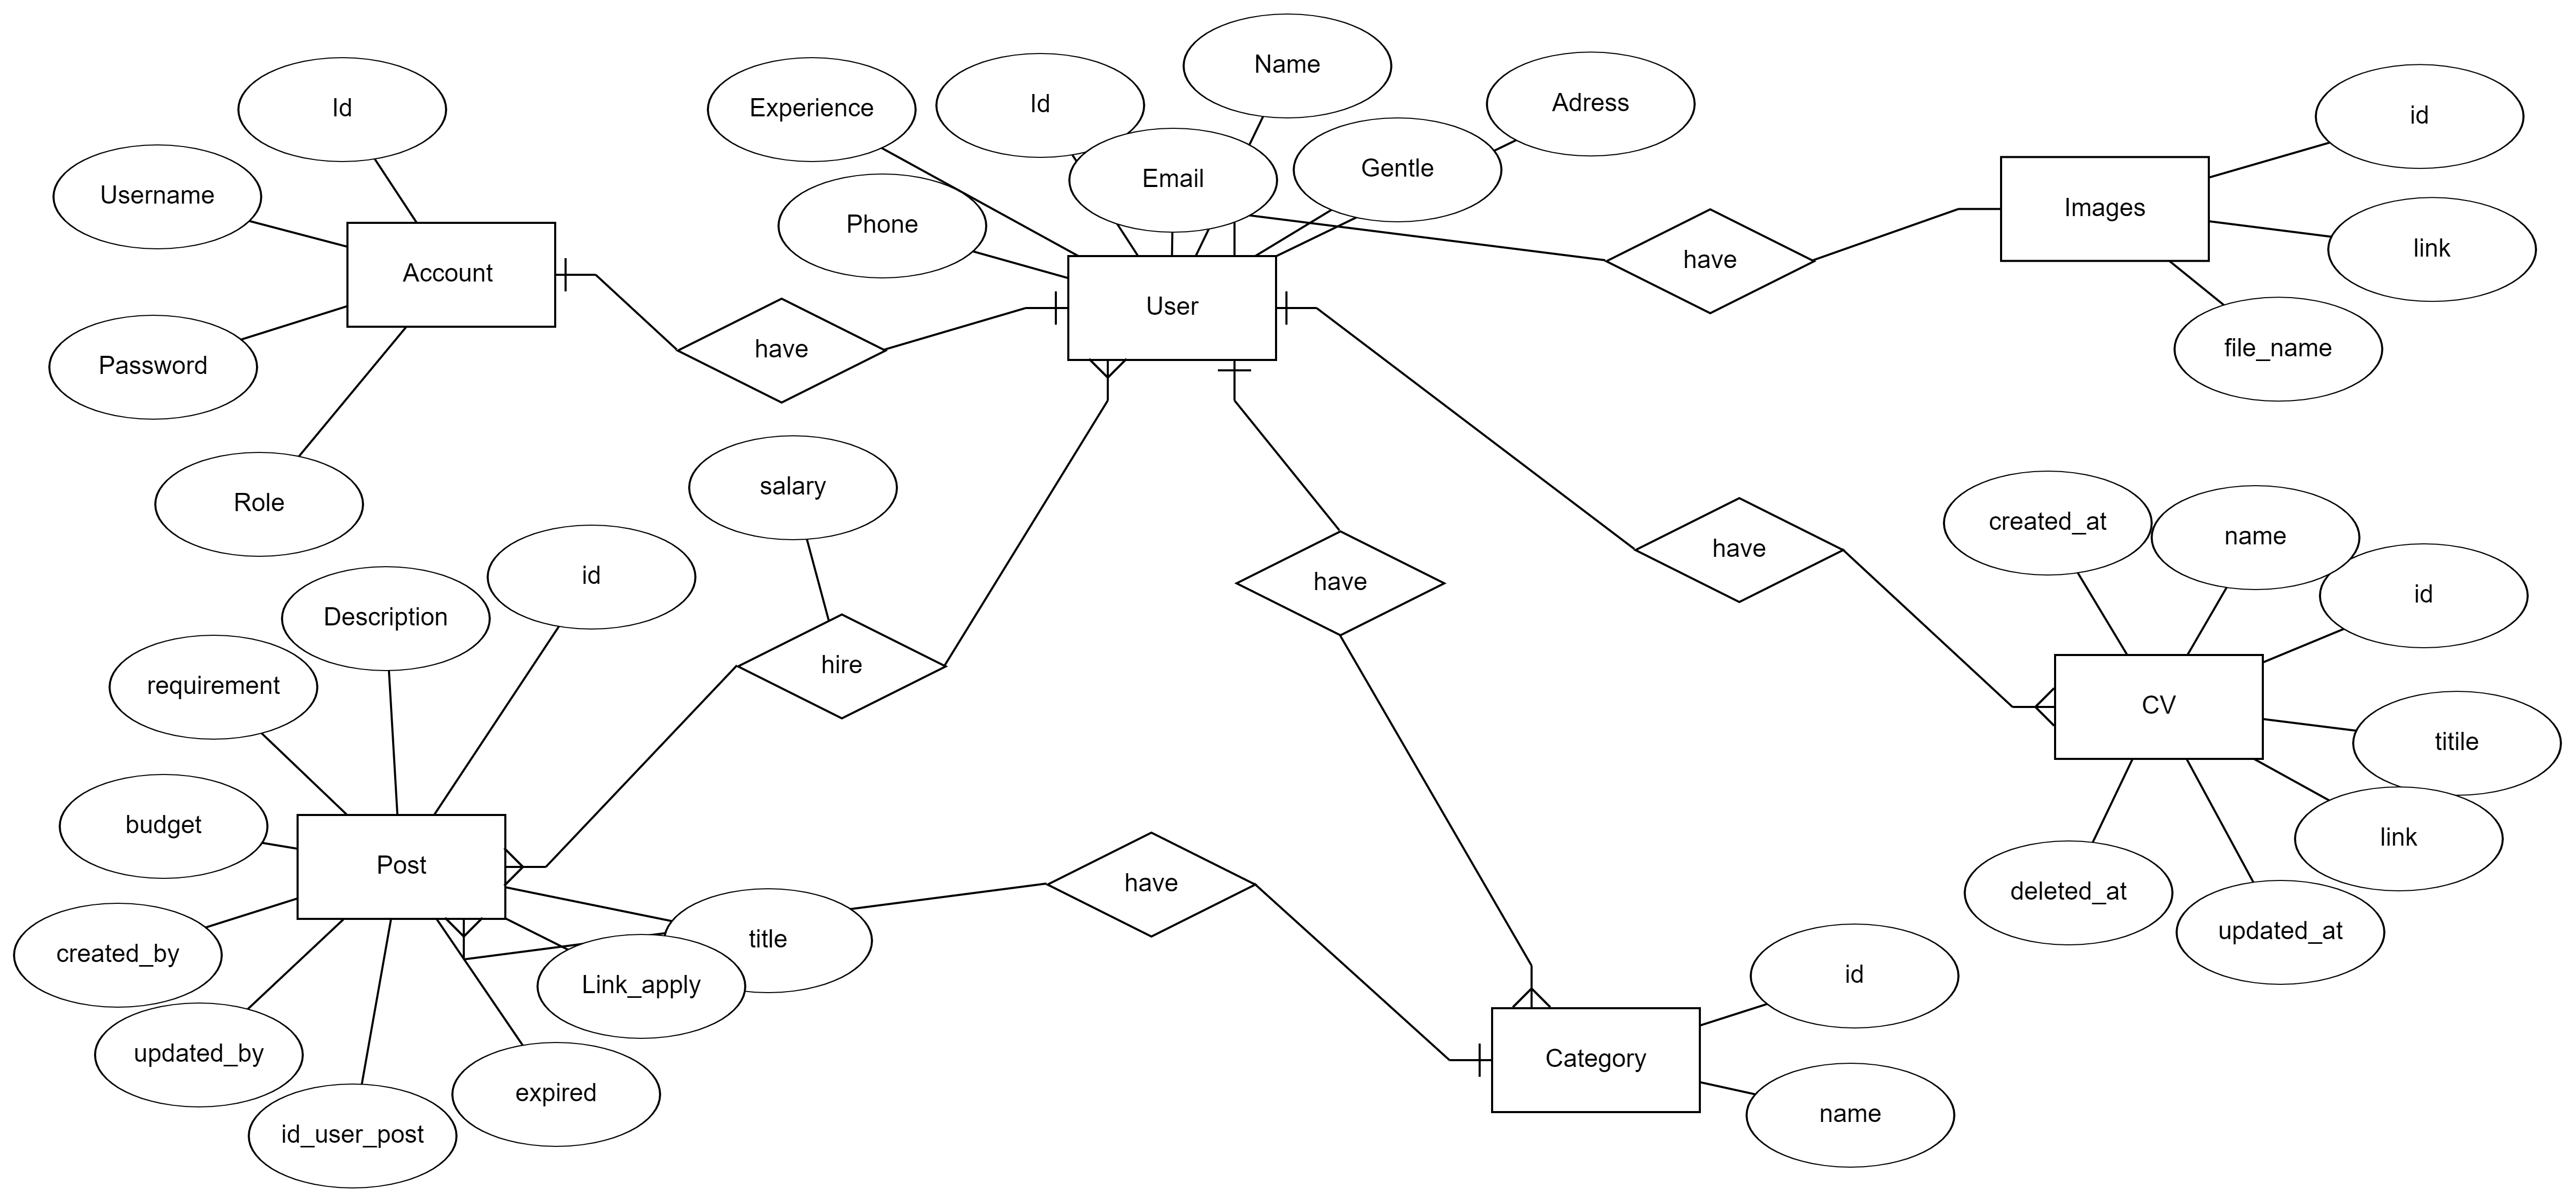 Name
Id
Experience
Id
Adress
id
Email
Gentle
Username
Images
Phone
link
Account
have
User
have
file_name
Password
salary
Role
created_at
name
have
id
id
have
Description
hire
requirement
CV
titile
budget
link
Post
have
deleted_at
updated_at
title
created_by
id
Link_apply
updated_by
Category
expired
name
id_user_post